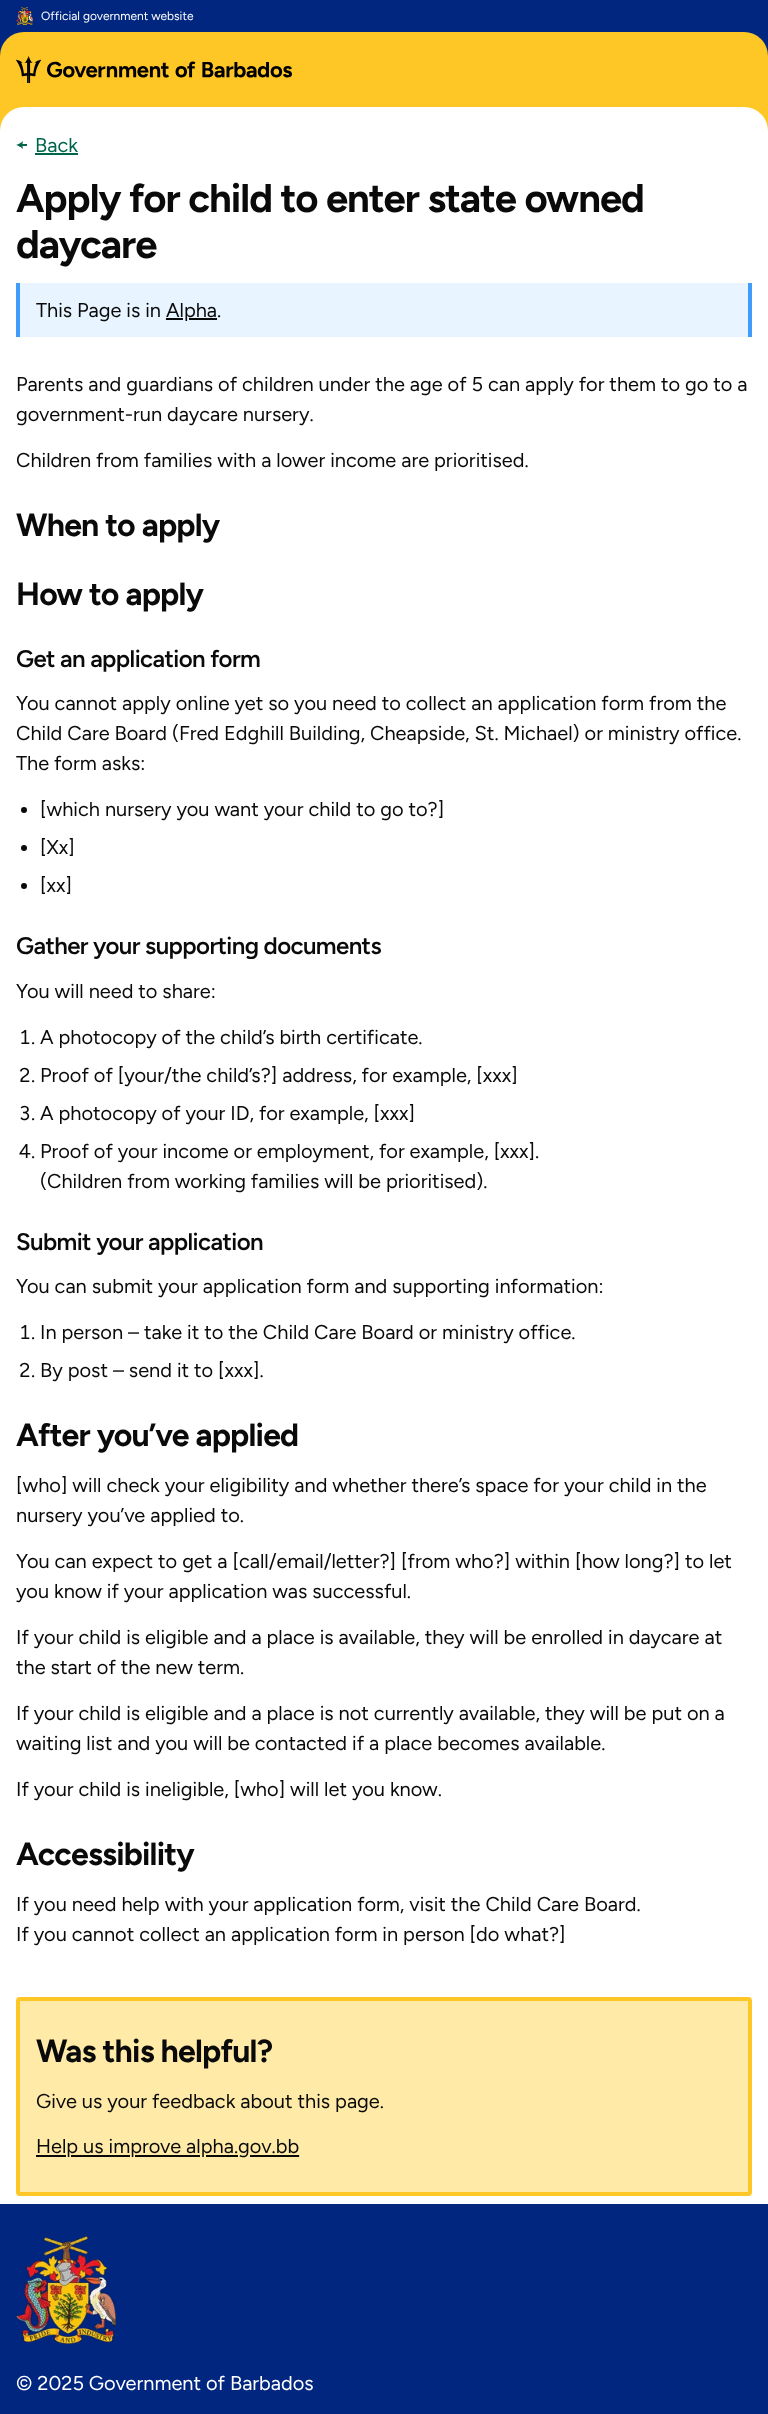 Official government website
Government of Barbados
Back
Apply for child to enter state owned
daycare
This Page is in Alpha.
Parents and guardians of children under the age of 5 can apply for them to go to a
government-run daycare nursery.
Children from families with a lower income are prioritised.
When to apply
How to apply
Get an application form
You cannot apply online yet so you need to collect an application form from the
Child Care Board (Fred Edghill Building, Cheapside, St. Michael) or ministry office.
The form asks:
• [which nursery you want your child to go to?]
• [Xx]
• [xx]
Gather your supporting documents
You will need to share:
1. A photocopy of the child’s birth certificate.
2. Proof of [your/the child’s?] address, for example, [xxx]
3. A photocopy of your ID, for example, [xxx]
4. Proof of your income or employment, for example, [xxx].
(Children from working families will be prioritised).
Submit your application
You can submit your application form and supporting information:
1. In person – take it to the Child Care Board or ministry office.
2. By post – send it to [xxx].
After you’ve applied
[who] will check your eligibility and whether there’s space for your child in the
nursery you’ve applied to.
You can expect to get a [call/email/letter?] [from who?] within [how long?] to let
you know if your application was successful.
If your child is eligible and a place is available, they will be enrolled in daycare at
the start of the new term.
If your child is eligible and a place is not currently available, they will be put on a
waiting list and you will be contacted if a place becomes available.
If your child is ineligible, [who] will let you know.
Accessibility
If you need help with your application form, visit the Child Care Board.
If you cannot collect an application form in person [do what?]
Was this helpful?
Give us your feedback about this page.
Help us improve alpha.gov.bb
PRIDE AND INDUSTRY
© 2025 Government of Barbados